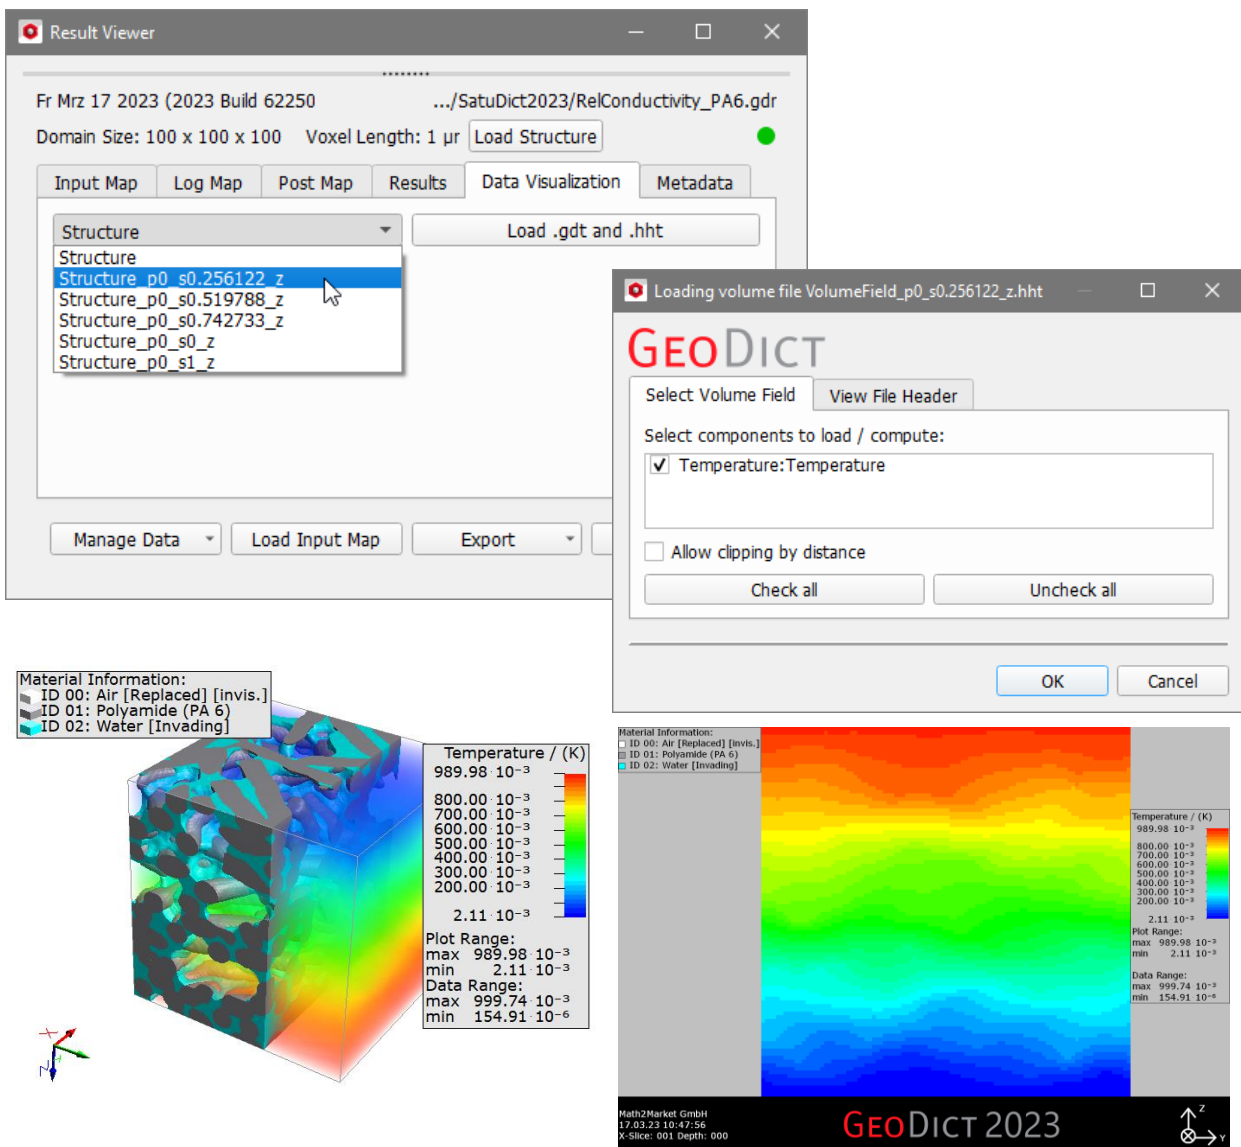 Result Viewer
Fr Mrz 17 2023 (2023 Build 62250
.../SatuDict2023/RelConductivity_PA6.gdr
Domain Size: 100 x 100 x 100 Voxel Length: 1 µr Load Structure
Input Map Log Map Post Map Results Data Visualization Metadata
Structure Load .gdt and .hht
Structure
Structure_p0_s0.256122_z
Structure_p0_s0.519788_z
Structure_p0_s0.742733_z
Structure_p0_s0_z
Structure_p0_s1_z
Manage Data Load Input Map Export
Loading volume file VolumeField_p0_s0.256122_z.hht
GEODICT
Select Volume Field View File Header
Select components to load / compute:
Temperature:Temperature
Allow clipping by distance
Check all Uncheck all
OK Cancel
Material Information:
ID 00: Air [Replaced] [invis.]
ID 01: Polyamide (PA 6)
ID 02: Water [Invading]
Temperature / (K)
989.98·10⁻³
800.00·10⁻³
700.00·10⁻³
600.00·10⁻³
500.00·10⁻³
400.00·10⁻³
300.00·10⁻³
200.00·10⁻³
2.11·10⁻³
Plot Range:
max 989.98·10⁻³
min 2.11·10⁻³
Data Range:
max 999.74·10⁻³
min 154.91·10⁻⁶
X
Y
Z
Material Information:
ID 00: Air [Replaced] [invis.]
ID 01: Polyamide (PA 6)
ID 02: Water [Invading]
Temperature / (K)
989.98 10⁻³
800.00 10⁻³
700.00 10⁻³
600.00 10⁻³
500.00 10⁻³
400.00 10⁻³
300.00 10⁻³
200.00 10⁻³
2.11 10⁻³
Plot Range:
max 989.98 10⁻³
min 2.11 10⁻³
Data Range:
max 999.74 10⁻³
min 154.91 10⁻⁶
Math2Market GmbH
17.03.23 10:47:56
X-Slice: 001 Depth: 000
GEODICT 2023
Z
Y